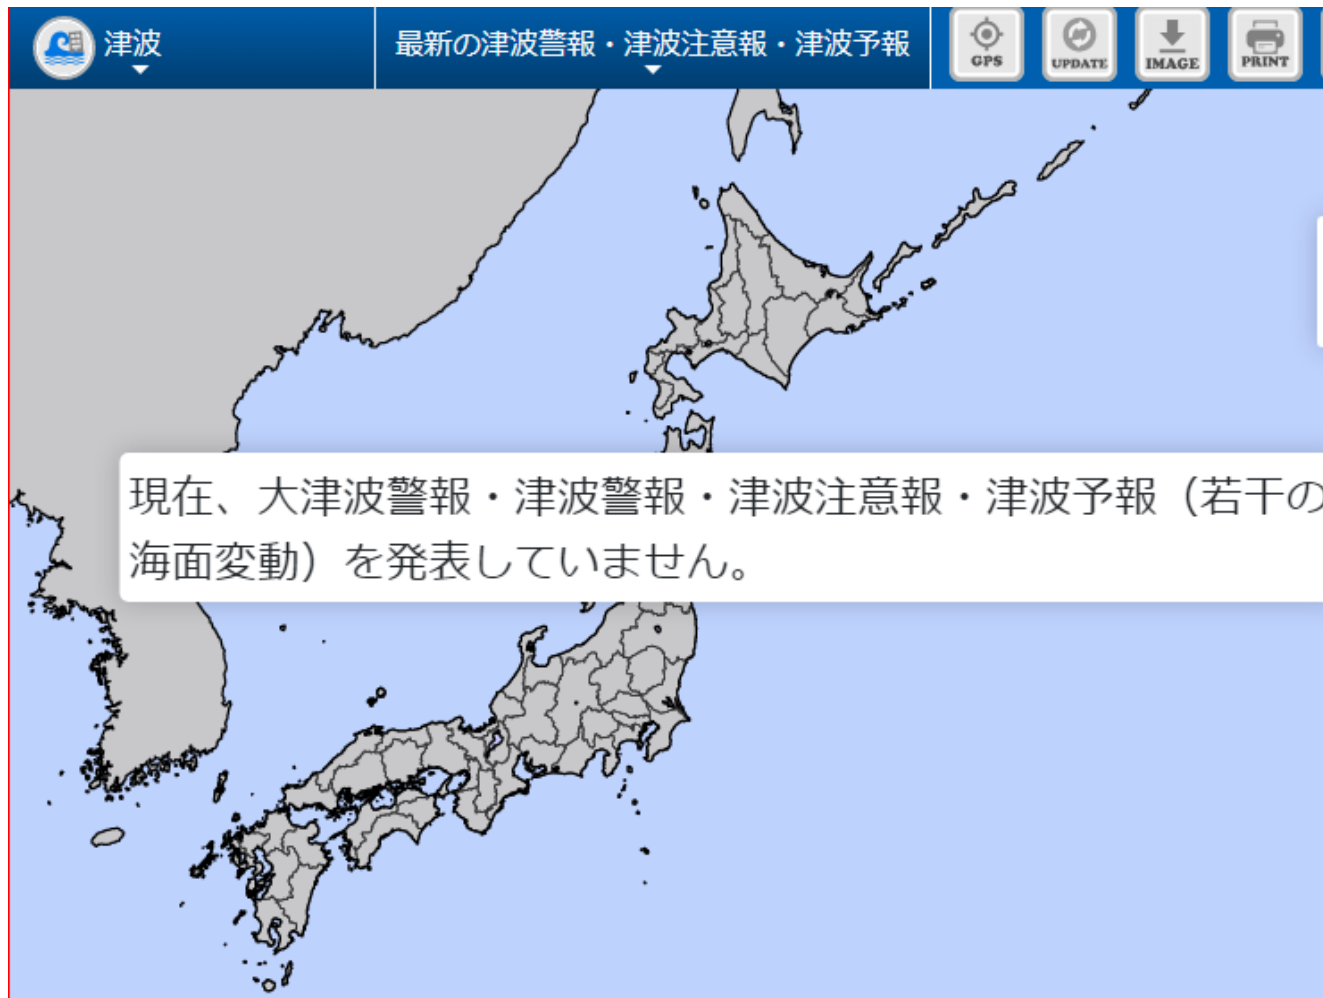 津波
最新の津波警報・津波注意報・津波予報
GPS
UPDATE
IMAGE
PRINT
現在、大津波警報・津波警報・津波注意報・津波予報（若干の
海面変動）を発表していません。